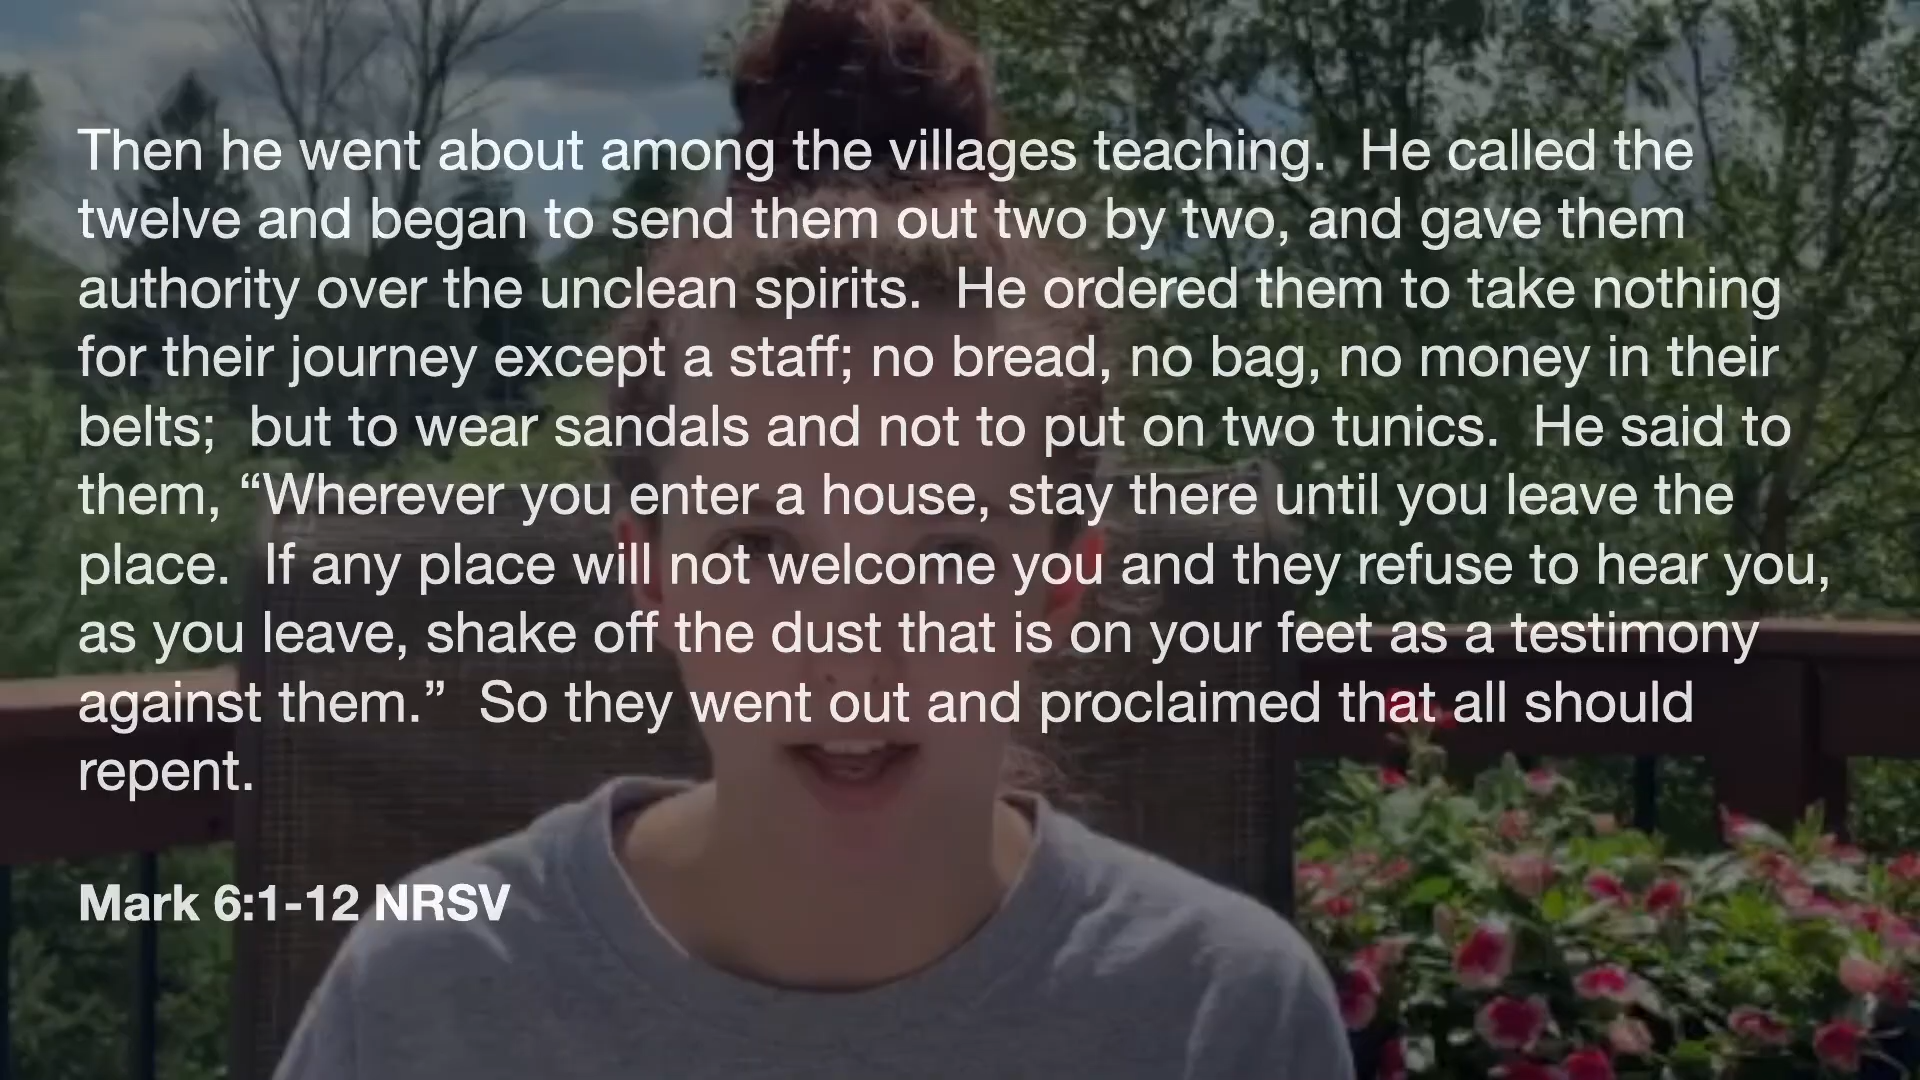 Then he went about among the villages teaching.  He called the
twelve and began to send them out two by two, and gave them
authority over the unclean spirits.  He ordered them to take nothing
for their journey except a staff; no bread, no bag, no money in their
belts;  but to wear sandals and not to put on two tunics.  He said to
them, “Wherever you enter a house, stay there until you leave the
place.  If any place will not welcome you and they refuse to hear you,
as you leave, shake off the dust that is on your feet as a testimony
against them.”  So they went out and proclaimed that all should
repent.
Mark 6:1-12 NRSV